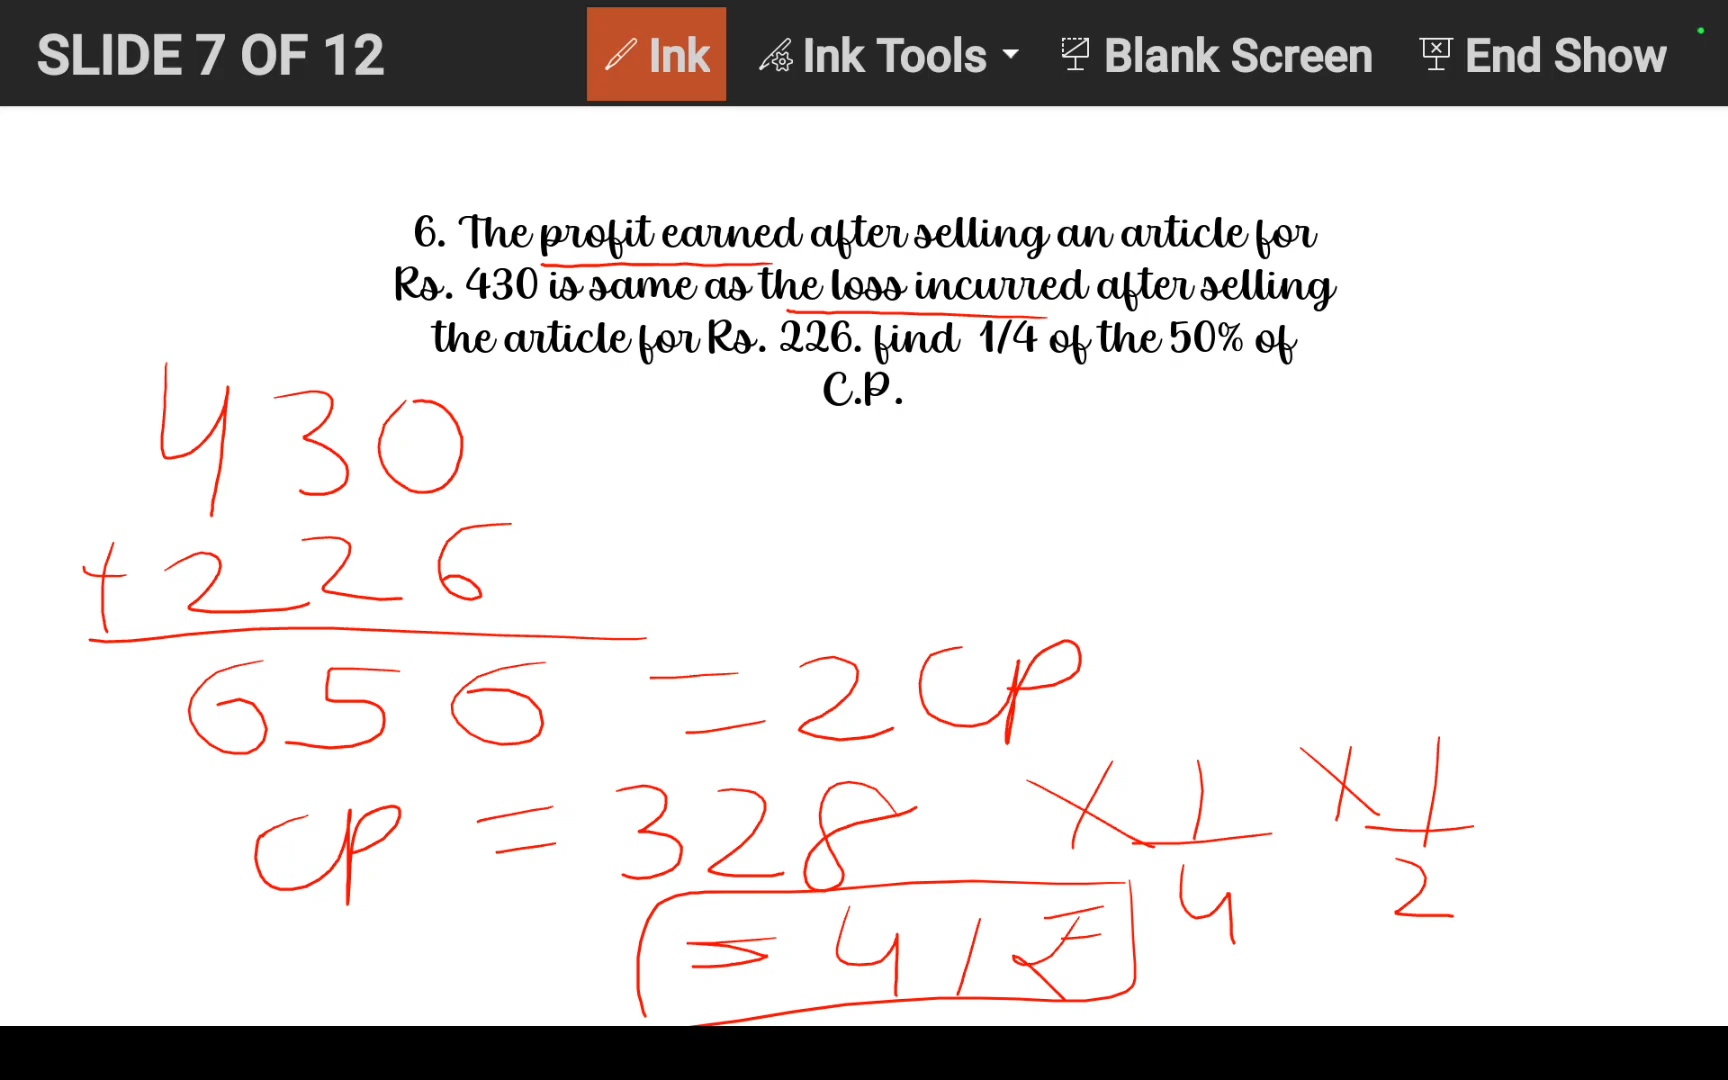 SLIDE 7 OF 12 Ink Ink Tools Blank Screen End Show
6. The profit earned after selling an article for
Rs. 430 is same as the loss incurred after selling
the article for Rs. 226. find 1/4 of the 50% of
C.P.
430
+ 226
656 = 2 CP
CP = 328 × 1/4 × 1/2
= 41 ₹